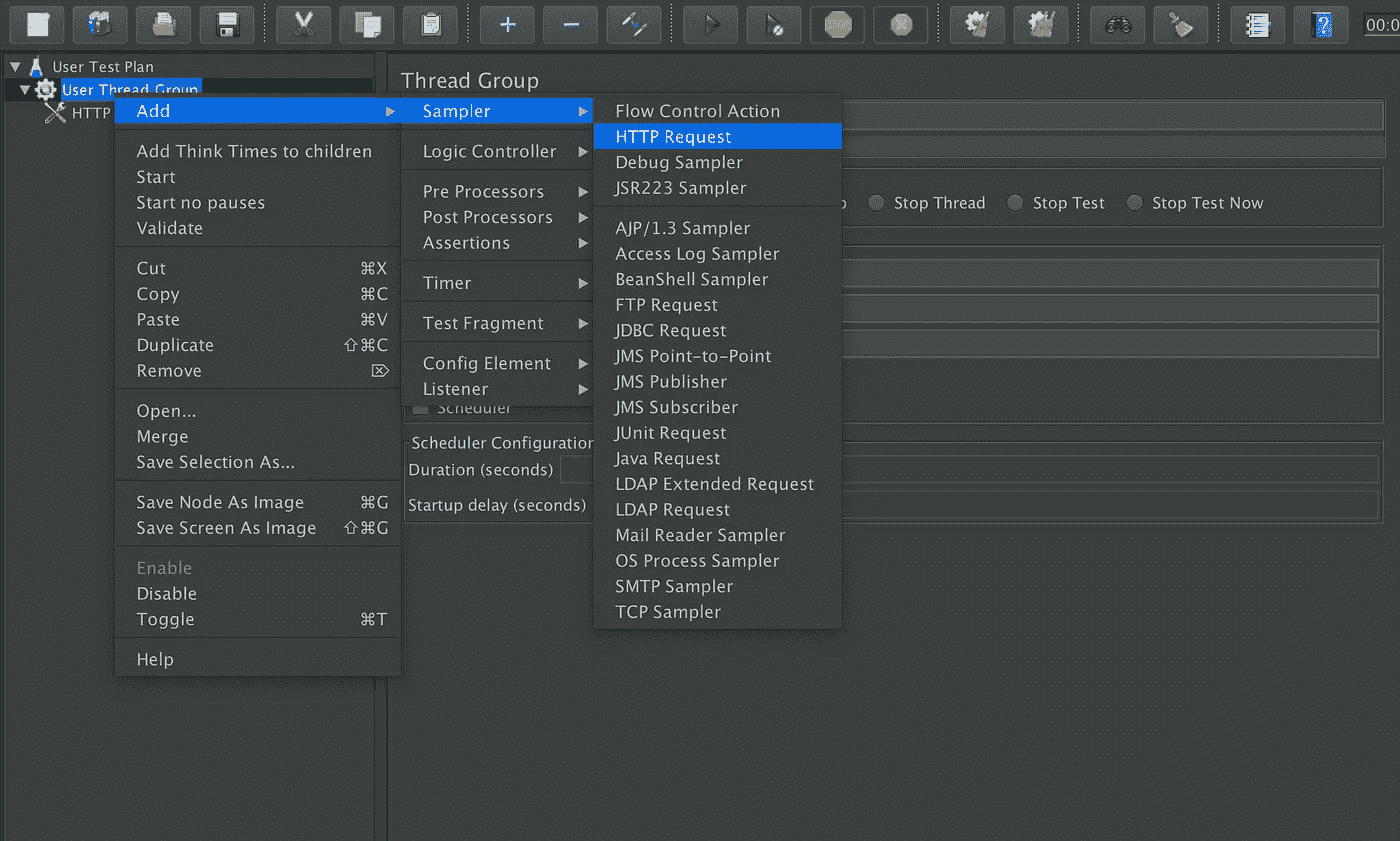 00:0
User Test Plan
User Thread Group
HTTP
Thread Group
Add
Add Think Times to children
Start
Start no pauses
Validate
Cut ⌘X
Copy ⌘C
Paste ⌘V
Duplicate ⇧⌘C
Remove ⌦
Open...
Merge
Save Selection As...
Save Node As Image ⌘G
Save Screen As Image ⇧⌘G
Enable
Disable
Toggle ⌘T
Help
Sampler
Logic Controller
Pre Processors
Post Processors
Assertions
Timer
Test Fragment
Config Element
Listener
Flow Control Action
HTTP Request
Debug Sampler
JSR223 Sampler
AJP/1.3 Sampler
Access Log Sampler
BeanShell Sampler
FTP Request
JDBC Request
JMS Point-to-Point
JMS Publisher
JMS Subscriber
JUnit Request
Java Request
LDAP Extended Request
LDAP Request
Mail Reader Sampler
OS Process Sampler
SMTP Sampler
TCP Sampler
Stop Thread Stop Test Stop Test Now
Scheduler
Scheduler Configuration
Duration (seconds)
Startup delay (seconds)